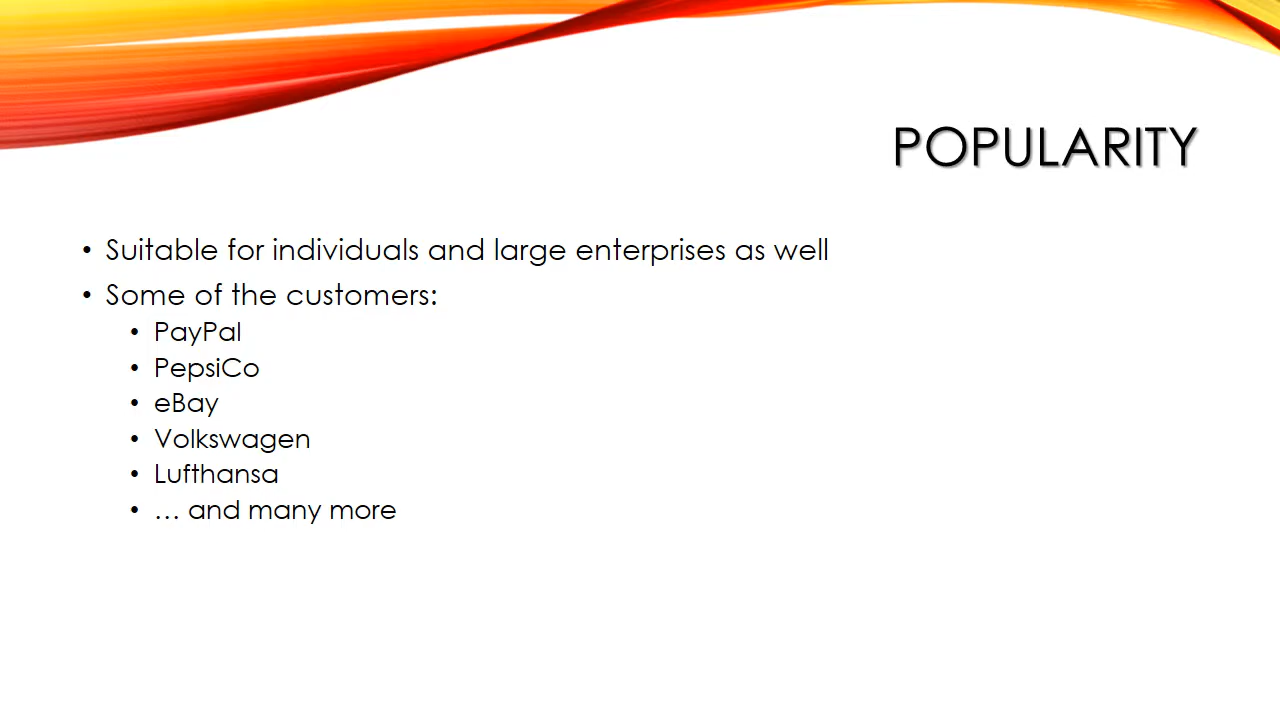 POPULARITY
• Suitable for individuals and large enterprises as well
• Some of the customers:
• PayPal
• PepsiCo
• eBay
• Volkswagen
• Lufthansa
• … and many more